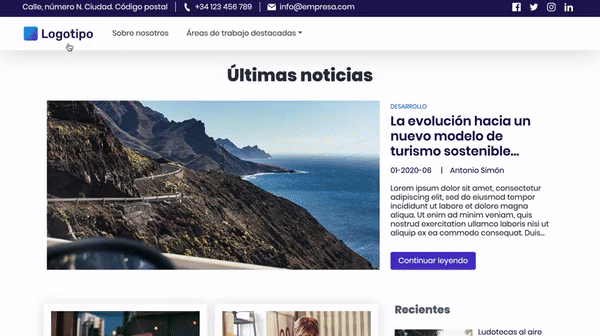 Calle, número N. Ciudad. Código postal
+34 123 456 789
info@empresa.com
Logotipo
Sobre nosotros
Áreas de trabajo destacadas
Últimas noticias
DESARROLLO
La evolución hacia un
nuevo modelo de
turismo sostenible...
01-2020-06 | Antonio Simón
Lorem ipsum dolor sit amet, consectetur
adipiscing elit, sed do eiusmod tempor
incididunt ut labore et dolore magna
aliqua. Ut enim ad minim veniam, quis
nostrud exercitation ullamco laboris nisi ut
aliquip ex ea commodo consequat. Duis...
Continuar leyendo
Recientes
Ludotecas al aire